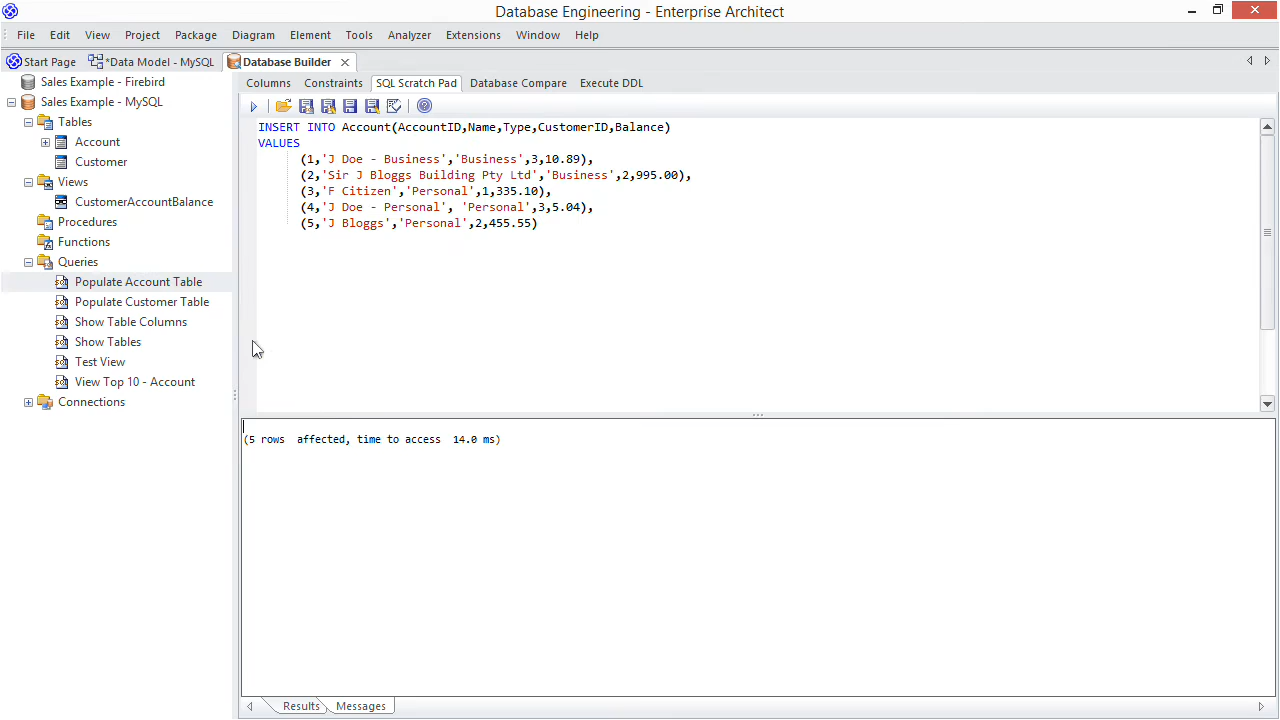 Database Engineering - Enterprise Architect
File Edit View Project Package Diagram Element Tools Analyzer Extensions Window Help
Start Page *Data Model - MySQL Database Builder
Sales Example - Firebird
Sales Example - MySQL
Tables
Account
Customer
Views
CustomerAccountBalance
Procedures
Functions
Queries
Populate Account Table
Populate Customer Table
Show Table Columns
Show Tables
Test View
View Top 10 - Account
Connections
Columns Constraints SQL Scratch Pad Database Compare Execute DDL
INSERT INTO Account(AccountID,Name,Type,CustomerID,Balance)
VALUES
(1,'J Doe - Business','Business',3,10.89),
(2,'Sir J Bloggs Building Pty Ltd','Business',2,995.00),
(3,'F Citizen','Personal',1,335.10),
(4,'J Doe - Personal', 'Personal',3,5.04),
(5,'J Bloggs','Personal',2,455.55)
(5 rows  affected, time to access  14.0 ms)
Results Messages